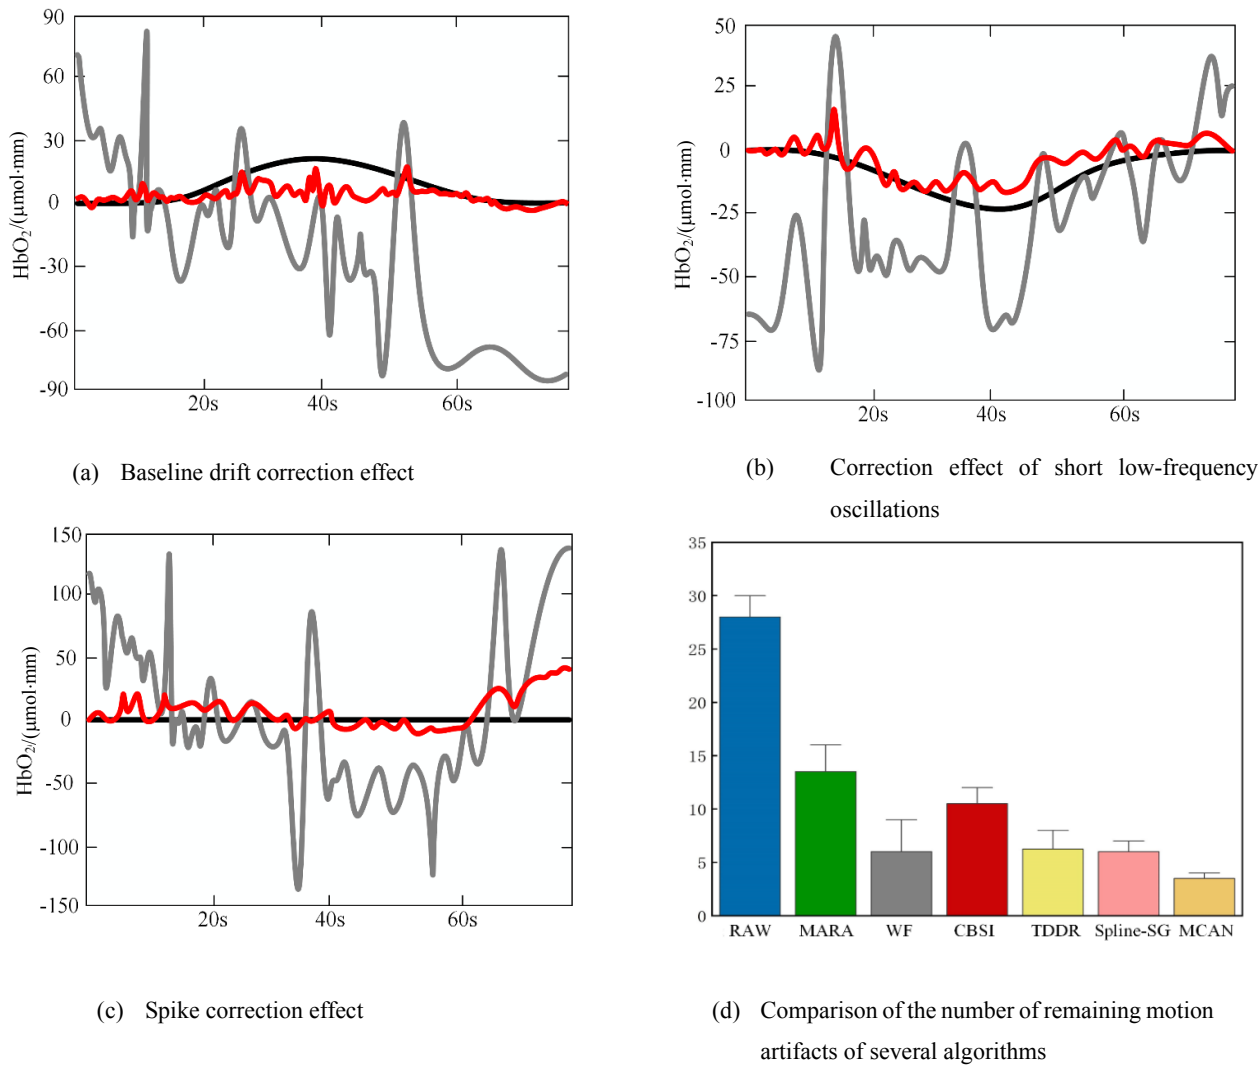 90
60
30
0
-30
-60
-90
HbO2/(μmol·mm)
20s
40s
60s
(a) Baseline drift correction effect
50
25
0
-25
-50
-75
-100
HbO2/(μmol·mm)
20s
40s
60s
(b) Correction effect of short low-frequency
oscillations
150
100
50
0
-50
-100
-150
HbO2/(μmol·mm)
20s
40s
60s
(c) Spike correction effect
35
30
25
20
15
10
5
0
RAW MARA WF CBSI TDDR Spline-SG MCAN
(d) Comparison of the number of remaining motion
artifacts of several algorithms